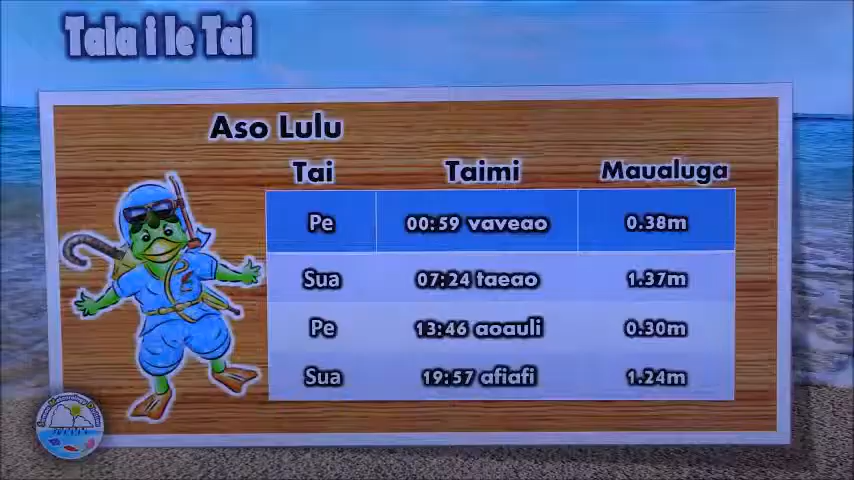 Tala i le Tai
Aso Lulu
Tai Taimi Maualuga
Pe 00:59 vaveao 0.38m
Sua 07:24 taeao 1.37m
Pe 13:46 aoauli 0.30m
Sua 19:57 afiafi 1.24m